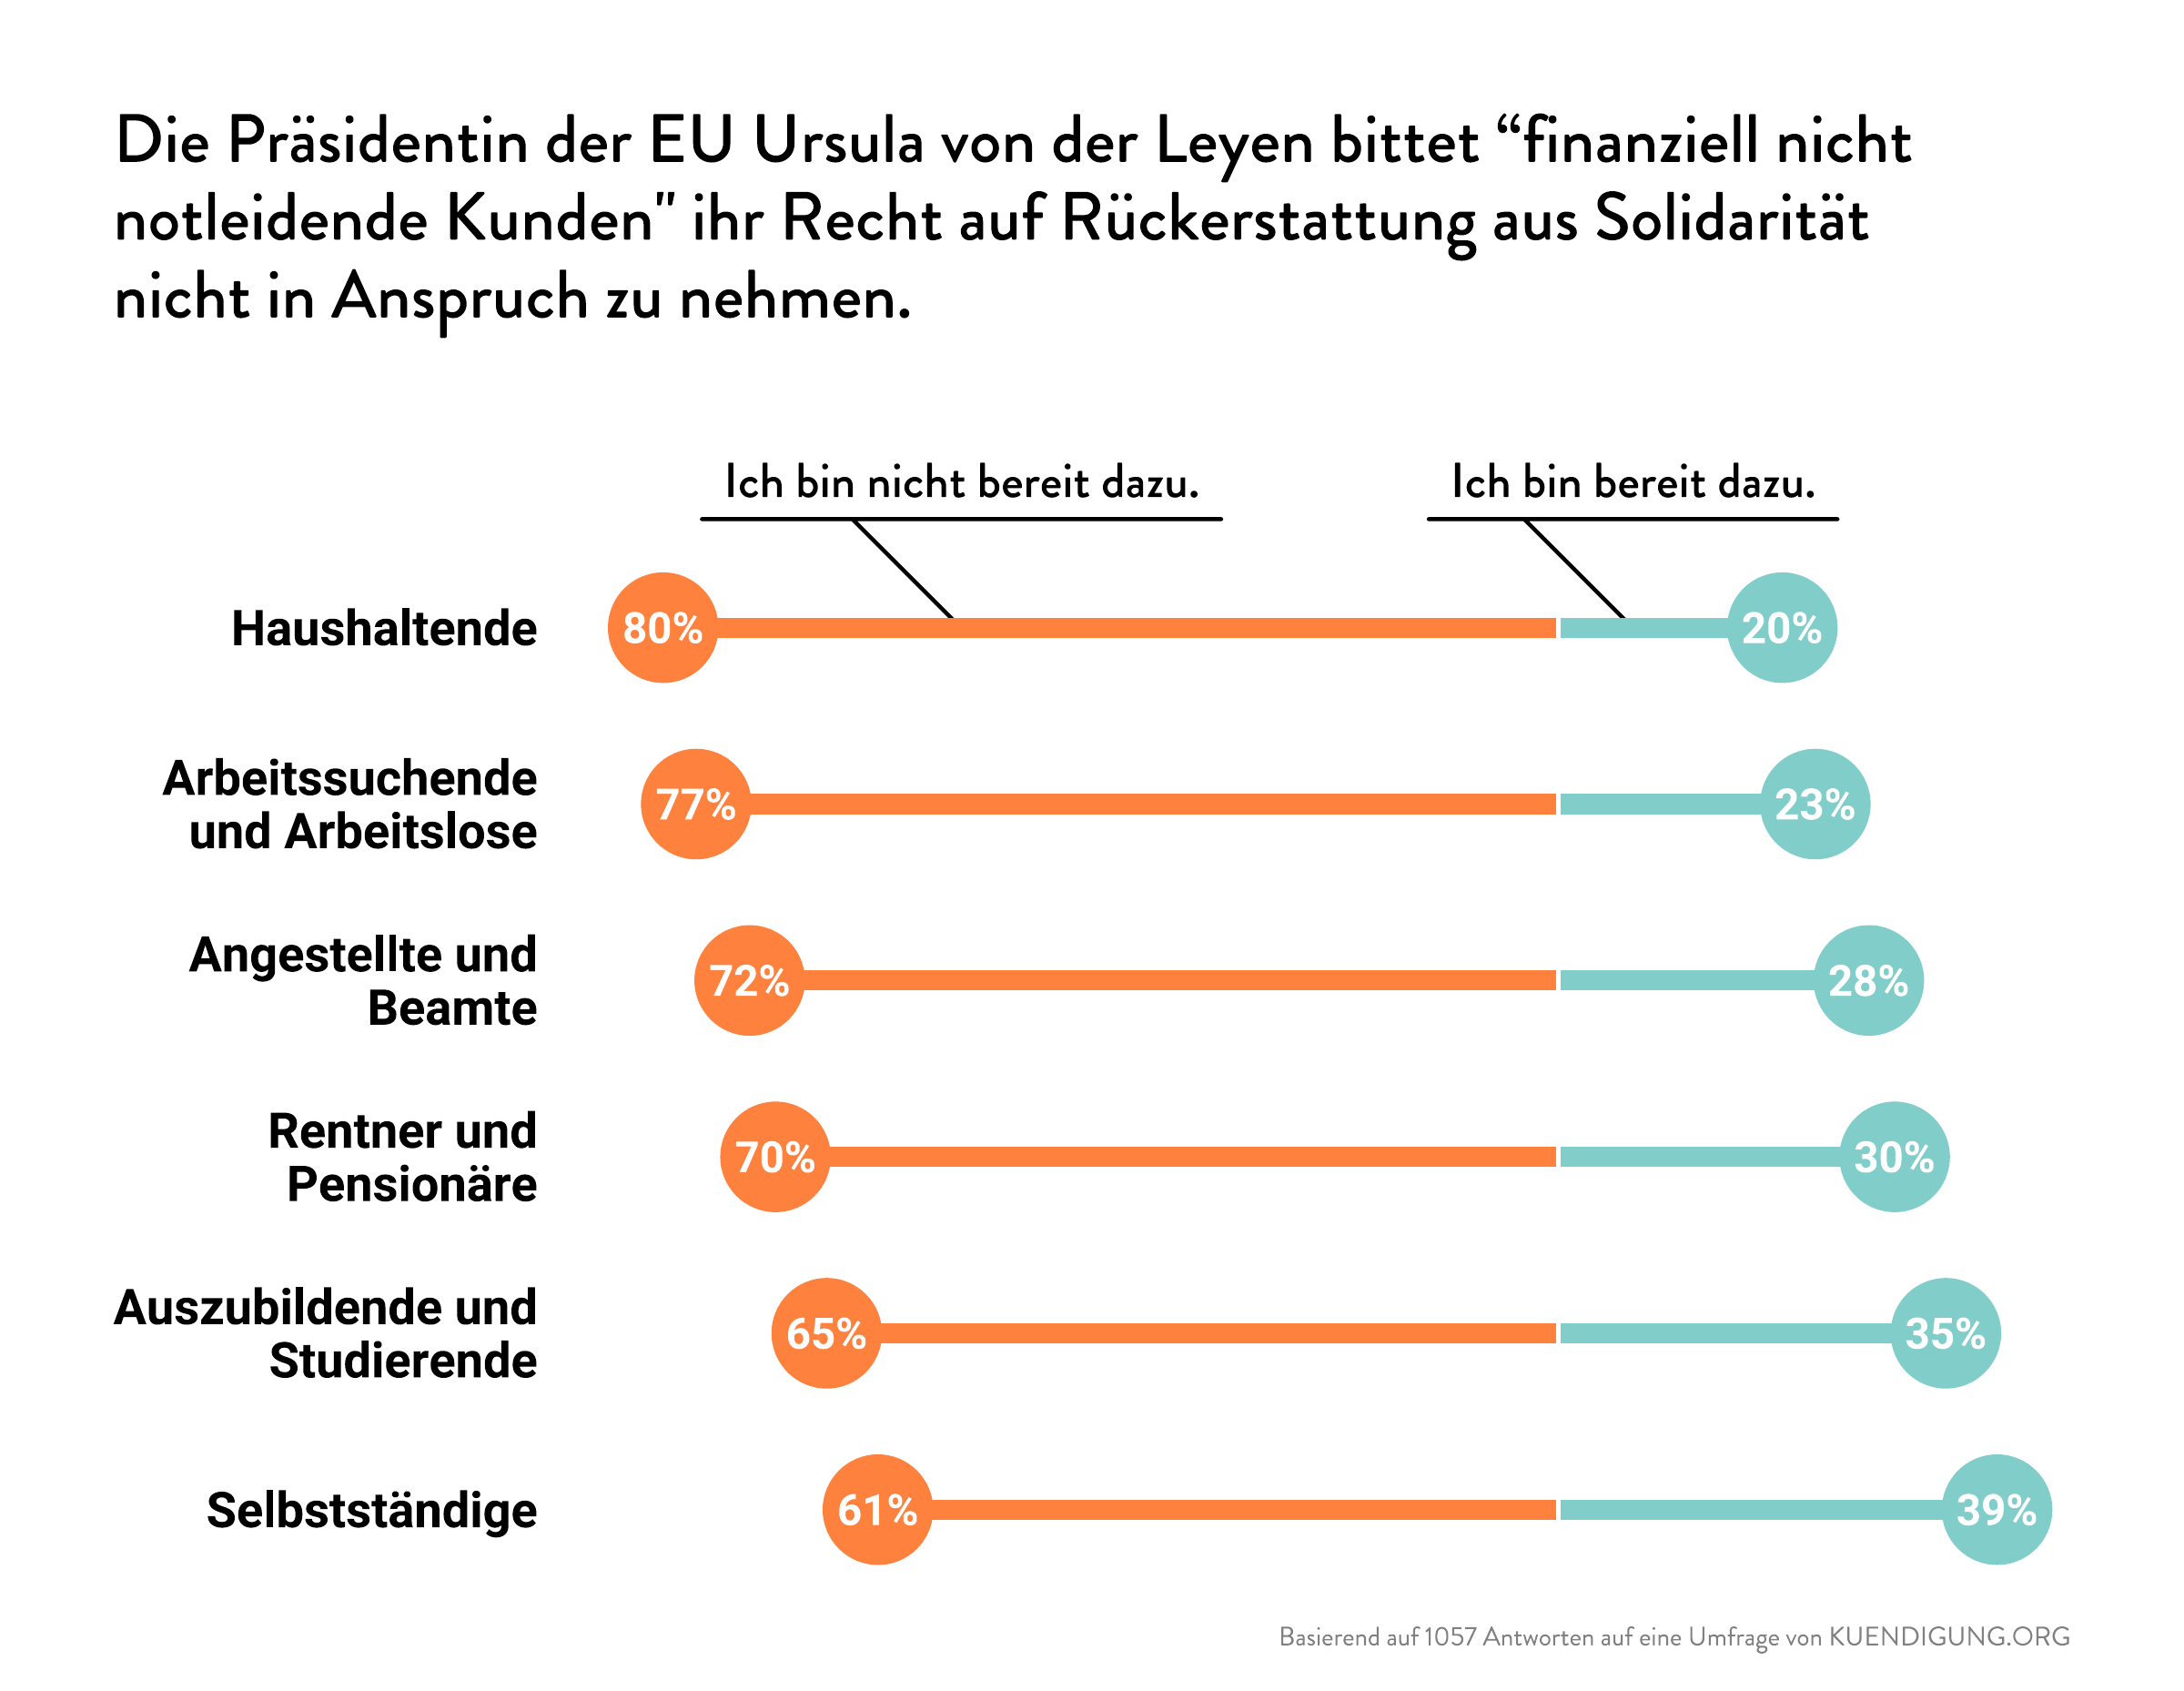 Die Präsidentin der EU Ursula von der Leyen bittet “finanziell nicht
notleidende Kunden" ihr Recht auf Rückerstattung aus Solidarität
nicht in Anspruch zu nehmen.
Ich bin nicht bereit dazu.
Ich bin bereit dazu.
Haushaltende
80%
20%
Arbeitssuchende
und Arbeitslose
77%
23%
Angestellte und
Beamte
72%
28%
Rentner und
Pensionäre
70%
30%
Auszubildende und
Studierende
65%
35%
Selbstständige
61%
39%
Basierend auf 1057 Antworten auf eine Umfrage von KUENDIGUNG.ORG